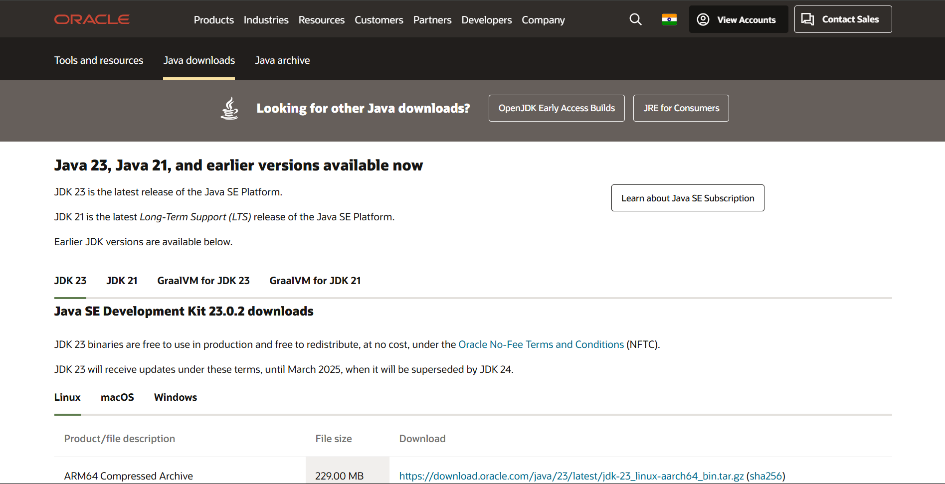 ORACLE Products Industries Resources Customers Partners Developers Company View Accounts Contact Sales
Tools and resources Java downloads Java archive
Looking for other Java downloads? OpenJDK Early Access Builds JRE for Consumers
Java 23, Java 21, and earlier versions available now
JDK 23 is the latest release of the Java SE Platform.
Learn about Java SE Subscription
JDK 21 is the latest Long-Term Support (LTS) release of the Java SE Platform.
Earlier JDK versions are available below.
JDK 23 JDK 21 GraalVM for JDK 23 GraalVM for JDK 21
Java SE Development Kit 23.0.2 downloads
JDK 23 binaries are free to use in production and free to redistribute, at no cost, under the Oracle No-Fee Terms and Conditions (NFTC).
JDK 23 will receive updates under these terms, until March 2025, when it will be superseded by JDK 24.
Linux macOS Windows
Product/file description File size Download
ARM64 Compressed Archive 229.00 MB https://download.oracle.com/java/23/latest/jdk-23_linux-aarch64_bin.tar.gz (sha256)